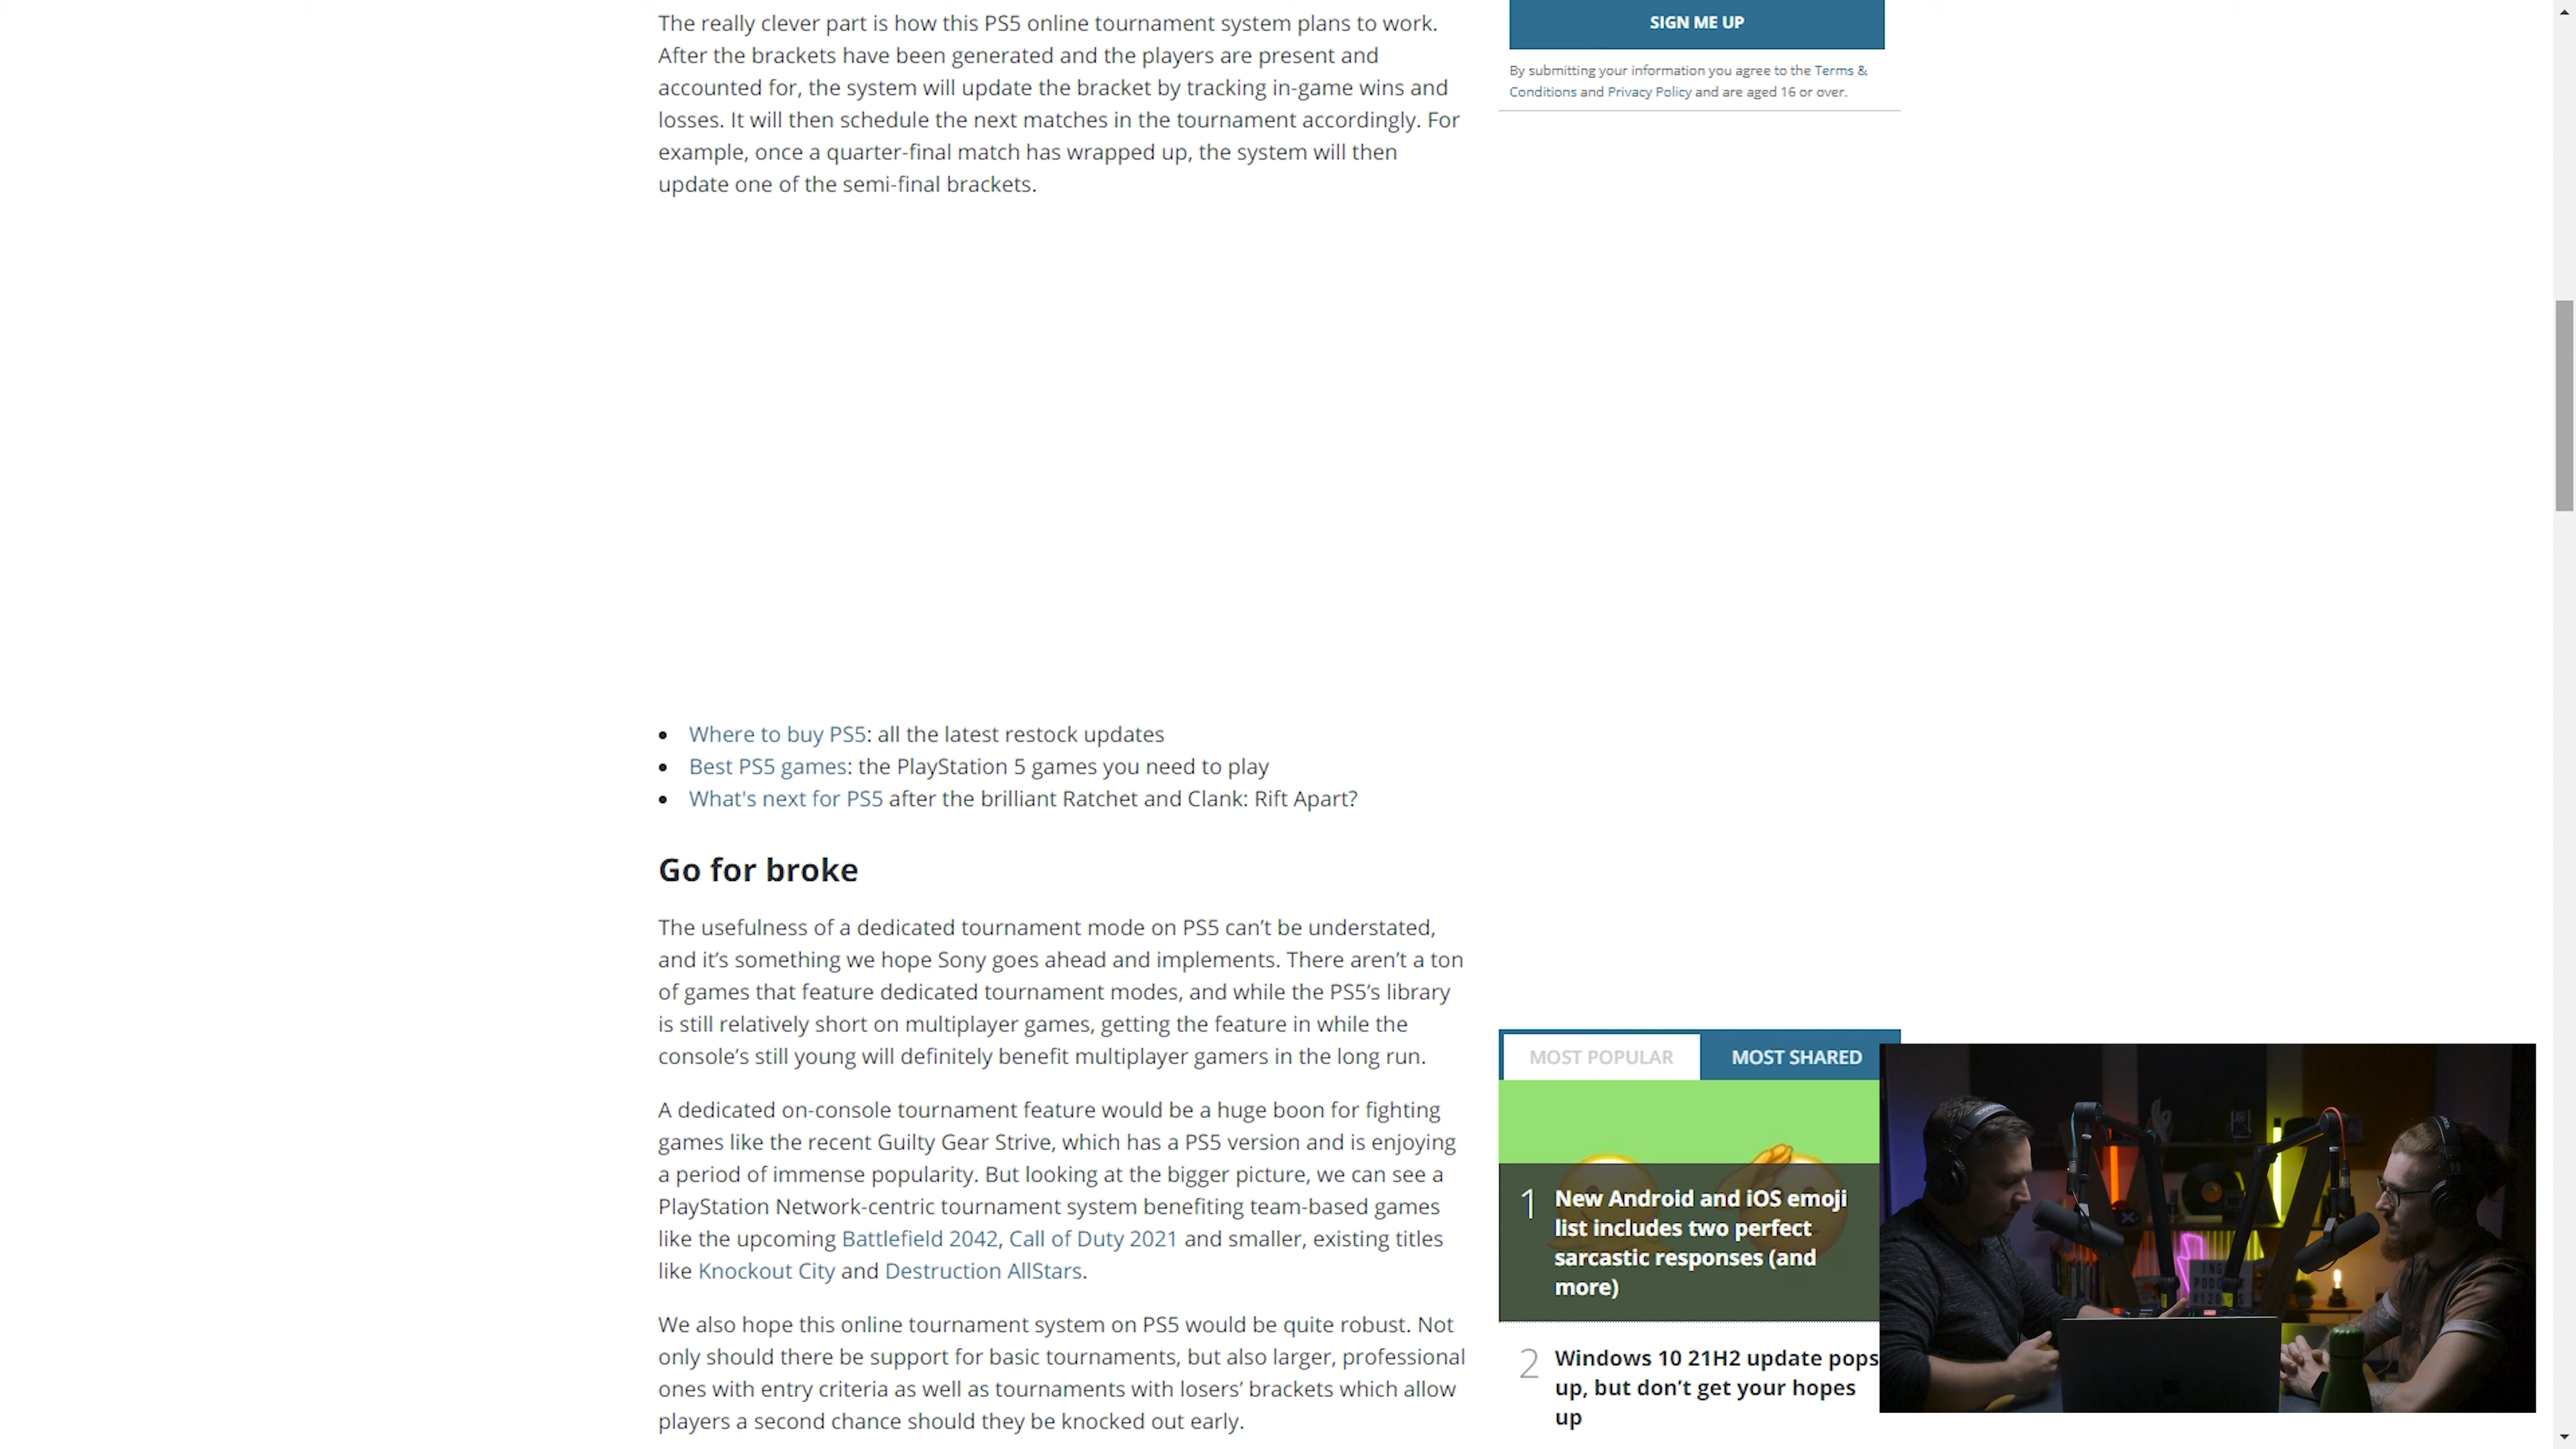 The really clever part is how this PS5 online tournament system plans to work.
After the brackets have been generated and the players are present and
accounted for, the system will update the bracket by tracking in-game wins and
losses. It will then schedule the next matches in the tournament accordingly. For
example, once a quarter-final match has wrapped up, the system will then
update one of the semi-final brackets.
SIGN ME UP
By submitting your information you agree to the Terms &
Conditions and Privacy Policy and are aged 16 or over.
Where to buy PS5: all the latest restock updates
Best PS5 games: the PlayStation 5 games you need to play
What's next for PS5 after the brilliant Ratchet and Clank: Rift Apart?
Go for broke
The usefulness of a dedicated tournament mode on PS5 can’t be understated,
and it’s something we hope Sony goes ahead and implements. There aren’t a ton
of games that feature dedicated tournament modes, and while the PS5’s library
is still relatively short on multiplayer games, getting the feature in while the
console’s still young will definitely benefit multiplayer gamers in the long run.
A dedicated on-console tournament feature would be a huge boon for fighting
games like the recent Guilty Gear Strive, which has a PS5 version and is enjoying
a period of immense popularity. But looking at the bigger picture, we can see a
PlayStation Network-centric tournament system benefiting team-based games
like the upcoming Battlefield 2042, Call of Duty 2021 and smaller, existing titles
like Knockout City and Destruction AllStars.
We also hope this online tournament system on PS5 would be quite robust. Not
only should there be support for basic tournaments, but also larger, professional
ones with entry criteria as well as tournaments with losers’ brackets which allow
players a second chance should they be knocked out early.
MOST POPULAR
MOST SHARED
1
New Android and iOS emoji
list includes two perfect
sarcastic responses (and
more)
2
Windows 10 21H2 update pops
up, but don’t get your hopes
up